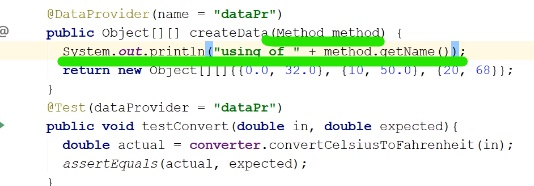 @DataProvider(name = "dataPr")
public Object[][] createData(Method method) {
System.out.println("using of " + method.getName());
return new Object[][]{{0.0, 32.0}, {10, 50.0}, {20, 68}};
}
@Test(dataProvider = "dataPr")
public void testConvert(double in, double expected){
double actual = converter.convertCelsiusToFahrenheit(in);
assertEquals(actual, expected);
}